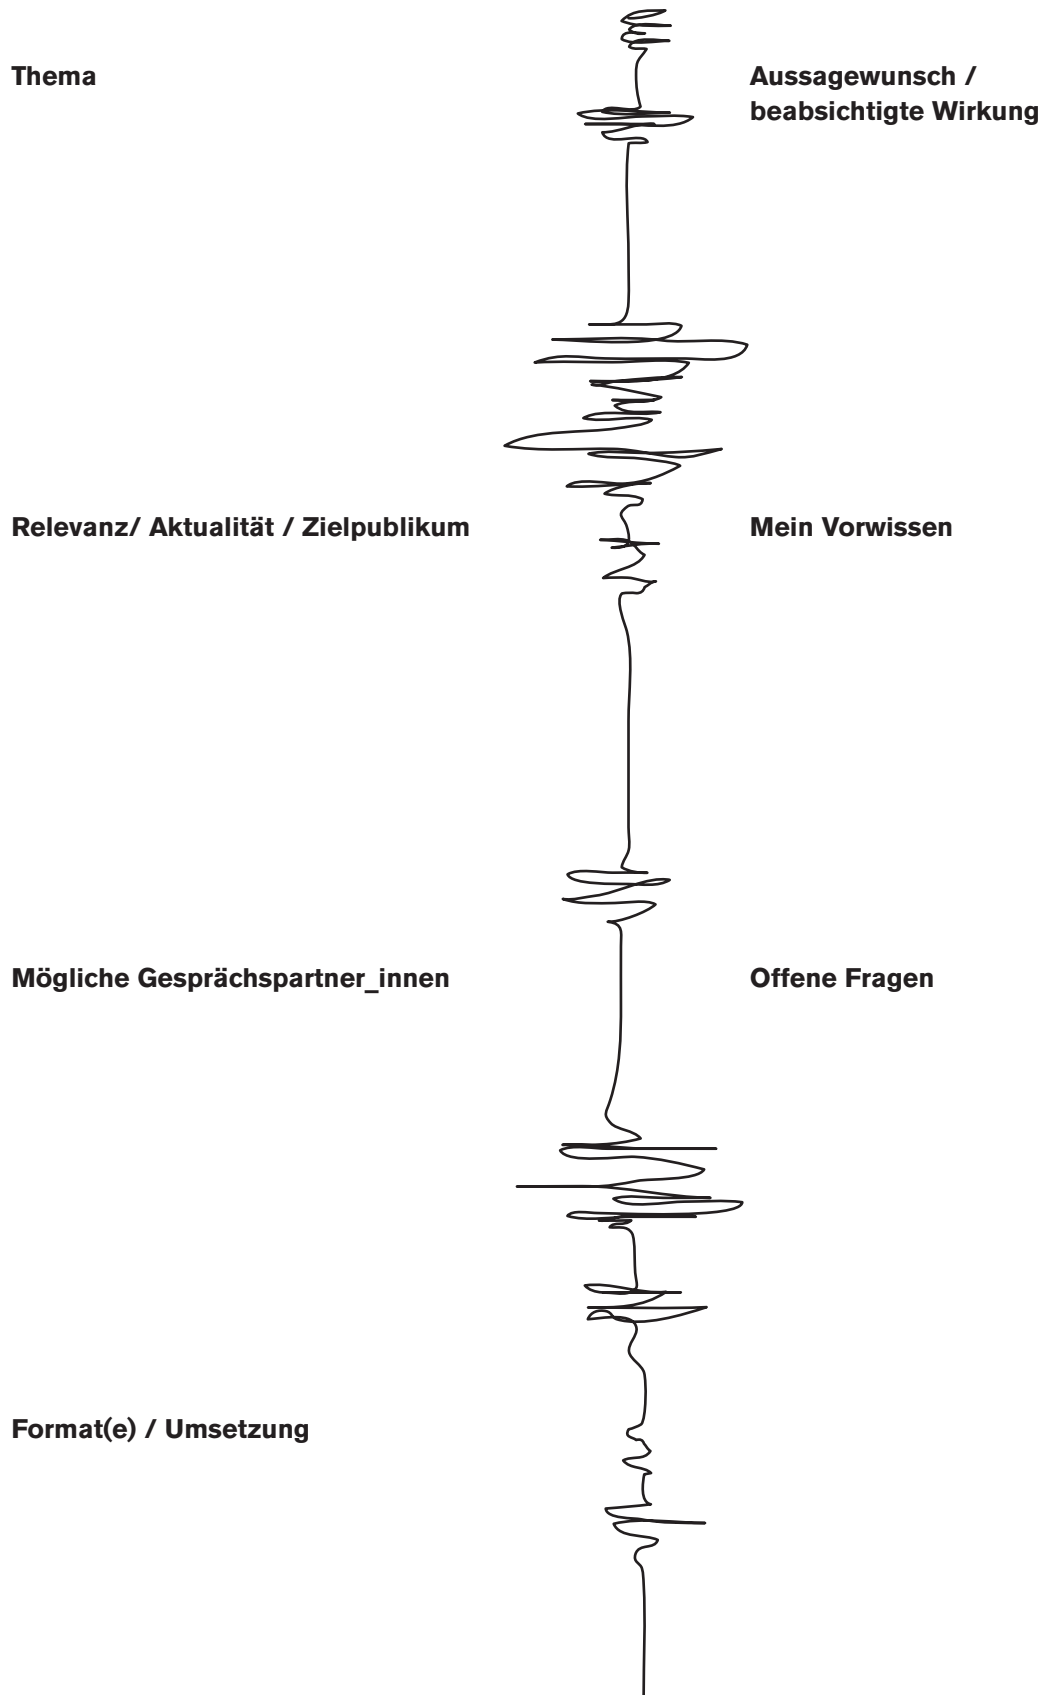 Thema
Aussagewunsch /
beabsichtigte Wirkung
Relevanz/ Aktualität / Zielpublikum
Mein Vorwissen
Mögliche Gesprächspartner_innen
Offene Fragen
Format(e) / Umsetzung